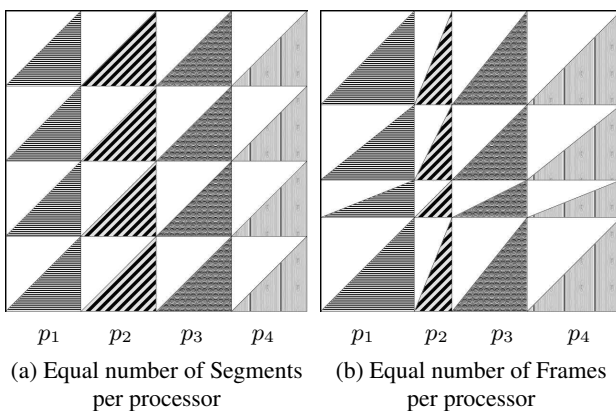 p1 p2 p3 p4
(a) Equal number of Segments
per processor
p1 p2 p3 p4
(b) Equal number of Frames
per processor